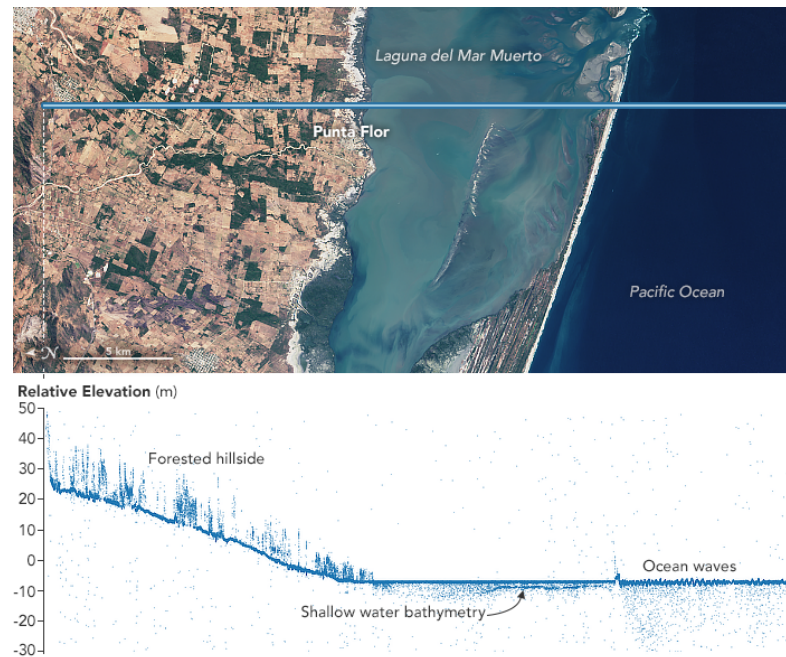 Laguna del Mar Muerto
Punta Flor
Pacific Ocean
N
5 km
Relative Elevation (m)
50
40
30
20
10
0
-10
-20
-30
Forested hillside
Ocean waves
Shallow water bathymetry